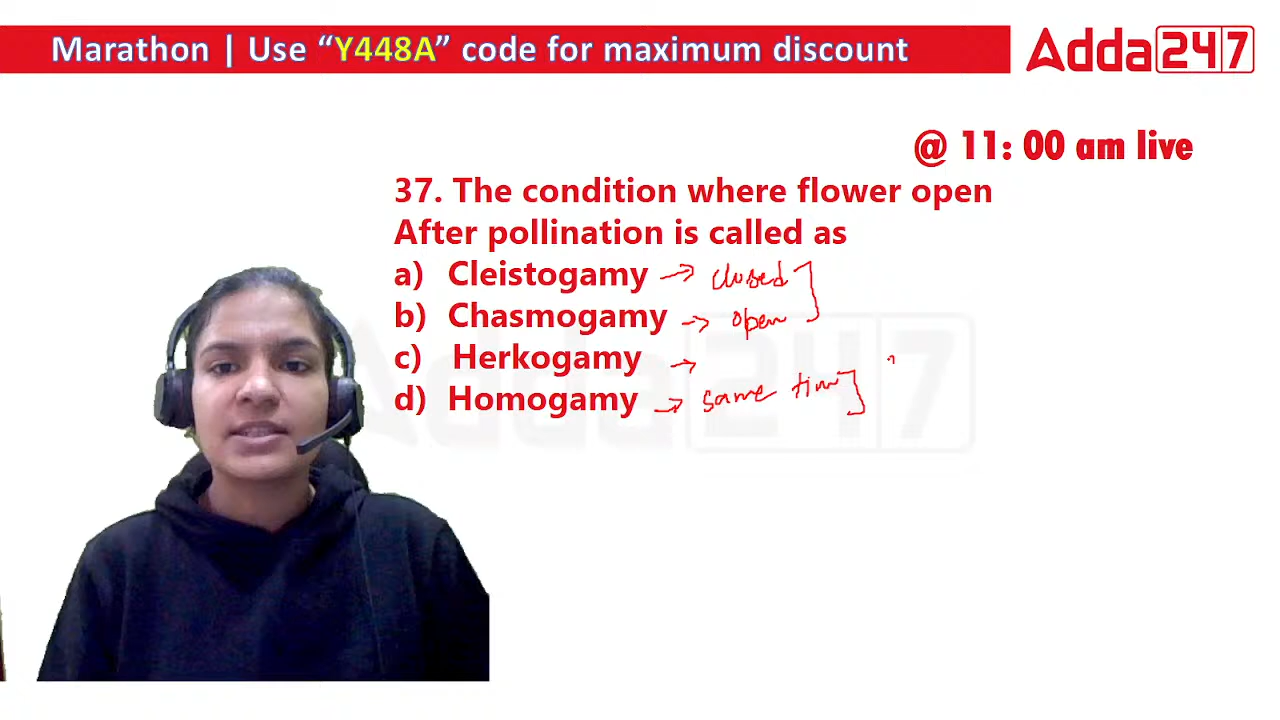 Marathon | Use “Y448A” code for maximum discount
Adda247
@ 11: 00 am live
37. The condition where flower open
After pollination is called as
a) Cleistogamy → closed
b) Chasmogamy → open
c) Herkogamy →
d) Homogamy → same time
Adda247